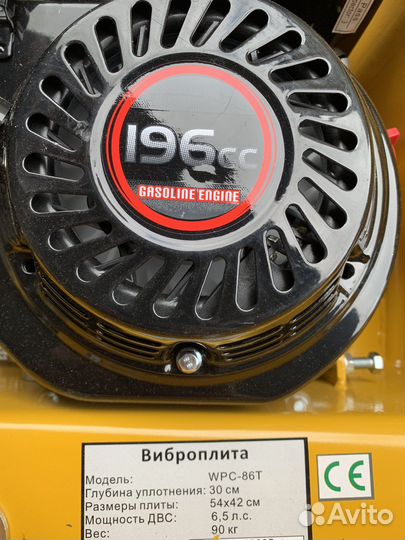 196cc
GASOLINE ENGINE
Виброплита
Модель: WPC-86T
Глубина уплотнения: 30 см
Размеры плиты: 54x42 см
Мощность ДВС: 6,5 л.с.
Вес: 90 кг
CE
Avito